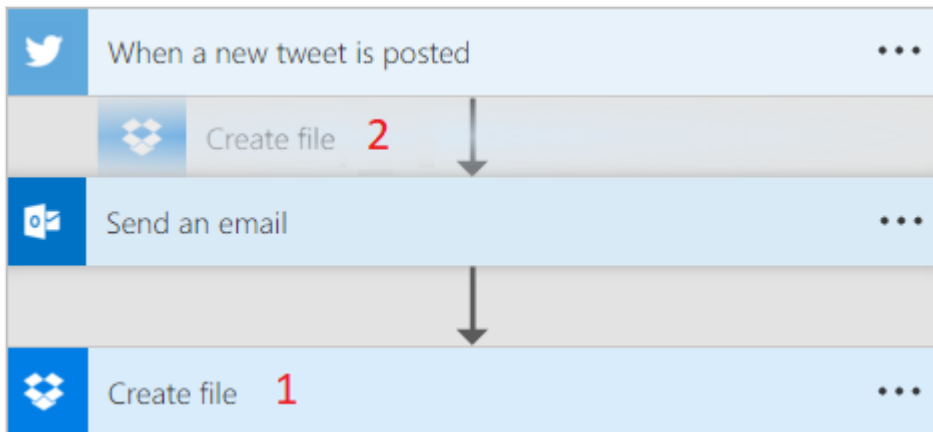 When a new tweet is posted
Create file 2
Send an email
Create file 1